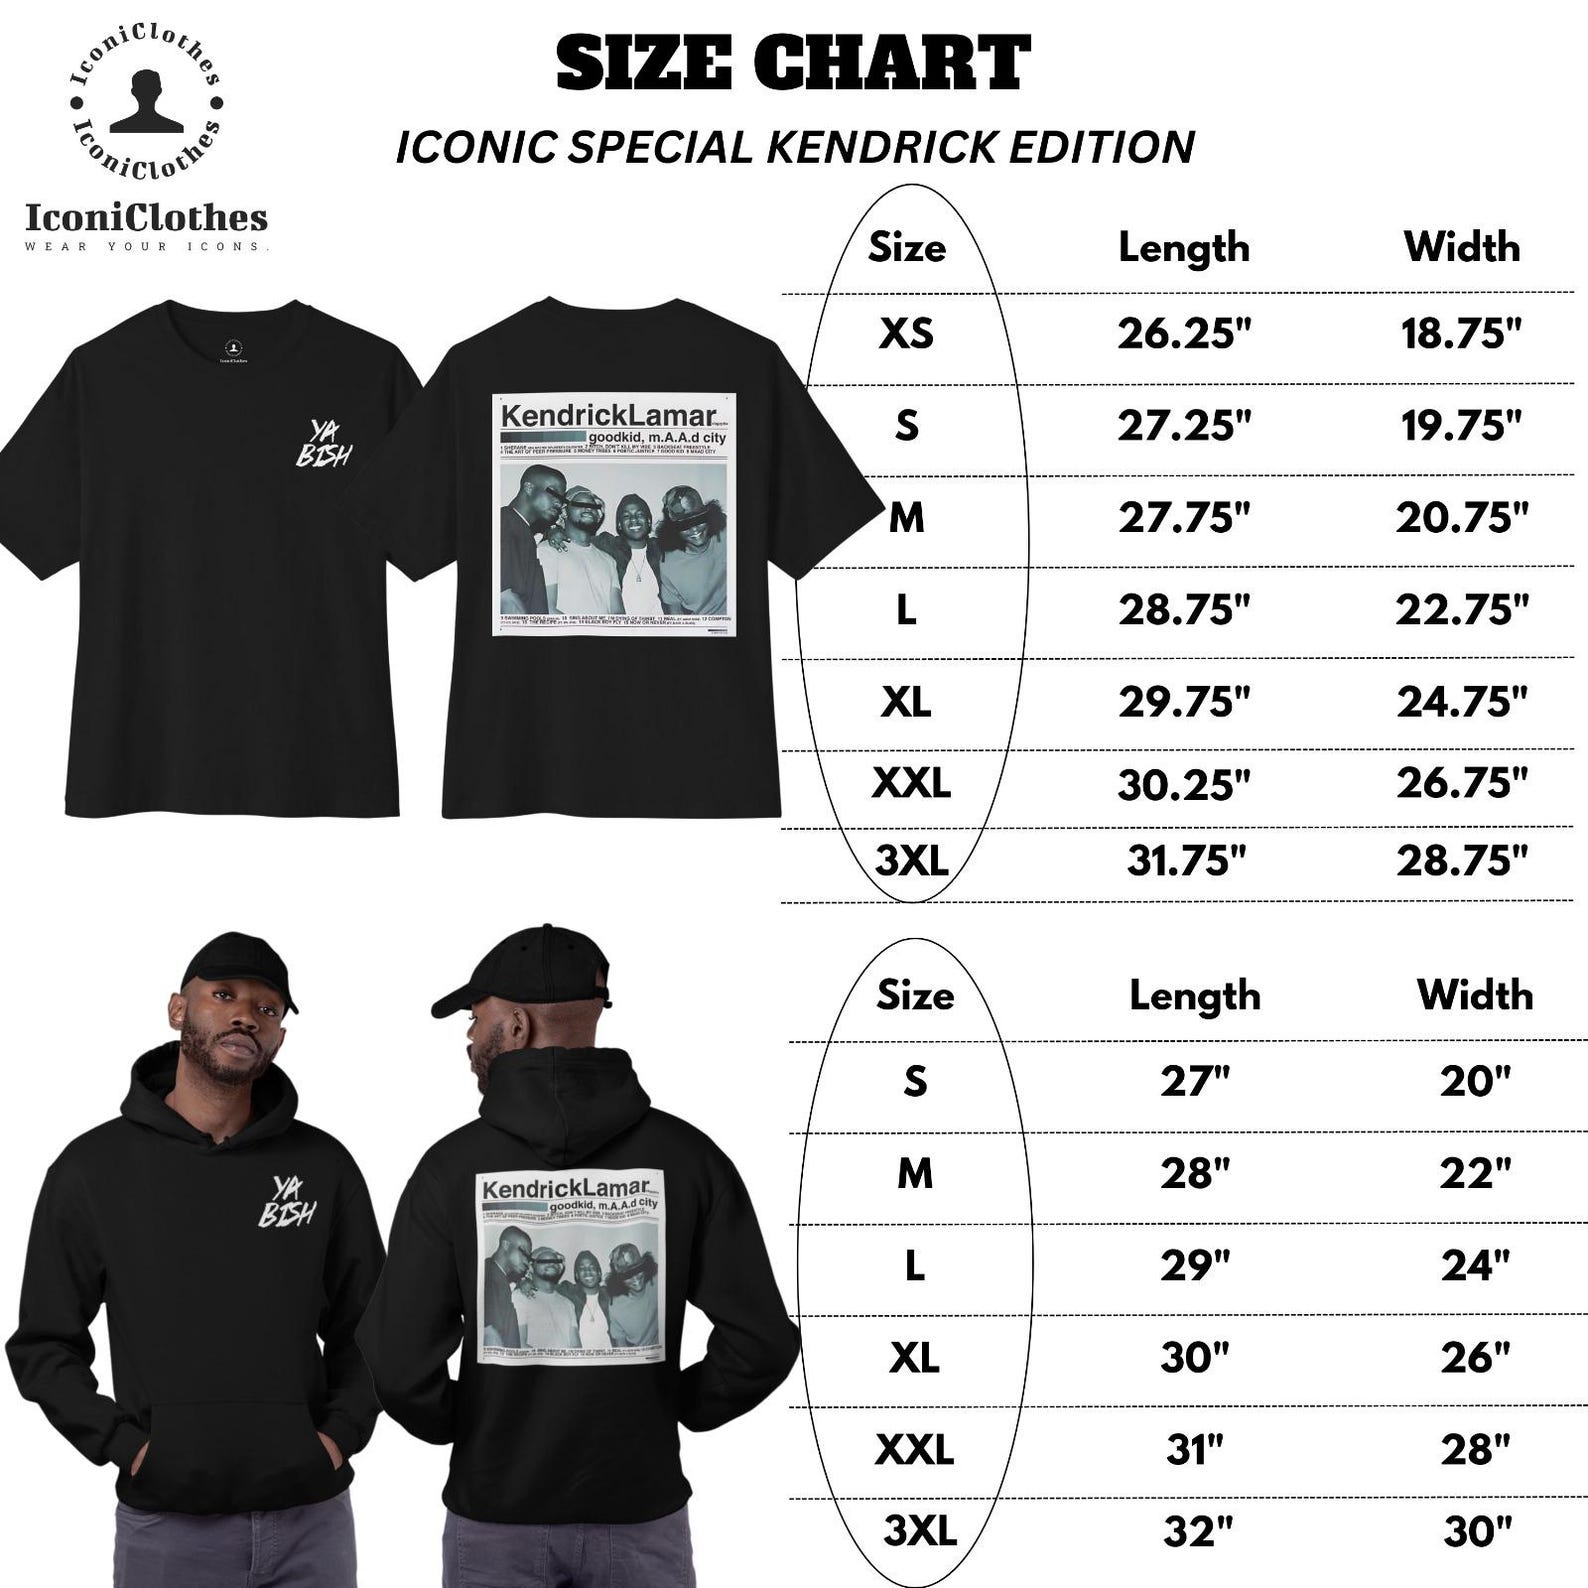 IconiClothes
IconiClothes
IconiClothes
WEAR YOUR ICONS.
SIZE CHART
ICONIC SPECIAL KENDRICK EDITION
Size Length Width
XS 26.25" 18.75"
S 27.25" 19.75"
M 27.75" 20.75"
L 28.75" 22.75"
XL 29.75" 24.75"
XXL 30.25" 26.75"
3XL 31.75" 28.75"
IconiClothes
YA
BISH
KendrickLamar
goodkid, m.A.A.d city
Size Length Width
S 27" 20"
M 28" 22"
L 29" 24"
XL 30" 26"
XXL 31" 28"
3XL 32" 30"
YA
BISH
KendrickLamar
goodkid, m.A.A.d city